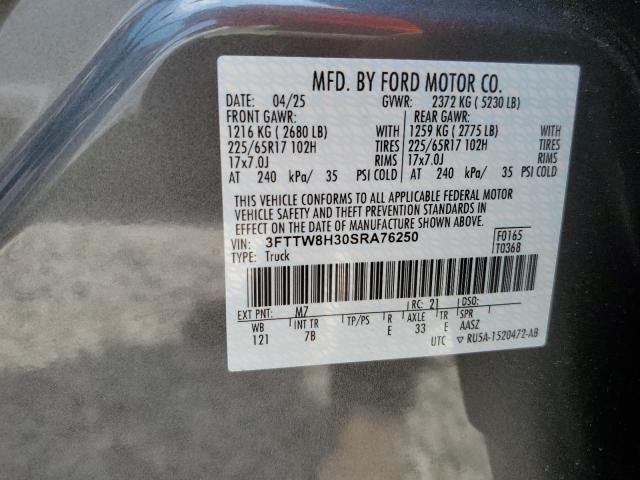 MFD. BY FORD MOTOR CO.
DATE: 04/25 GVWR: 2372 KG ( 5230 LB)
FRONT GAWR: REAR GAWR:
1216 KG ( 2680 LB) WITH 1259 KG ( 2775 LB) WITH
225/65R17 102H TIRES 225/65R17 102H TIRES
17x7.0J RIMS 17x7.0J RIMS
AT 240 kPa/ 35 PSI COLD AT 240 kPa/ 35 PSI COLD
THIS VEHICLE CONFORMS TO ALL APPLICABLE FEDERAL MOTOR
VEHICLE SAFETY AND THEFT PREVENTION STANDARDS IN
EFFECT ON THE DATE OF MANUFACTURE SHOWN ABOVE.
VIN: 3FTTW8H30SRA76250 F0165
TYPE: Truck T0368
EXT PNT: M7 RC: 21 DSO:
WB INT TR TP/PS R AXLE TR SPR
121 7B E 33 E AASZ
UTC ▽ RU5A-1520472-AB